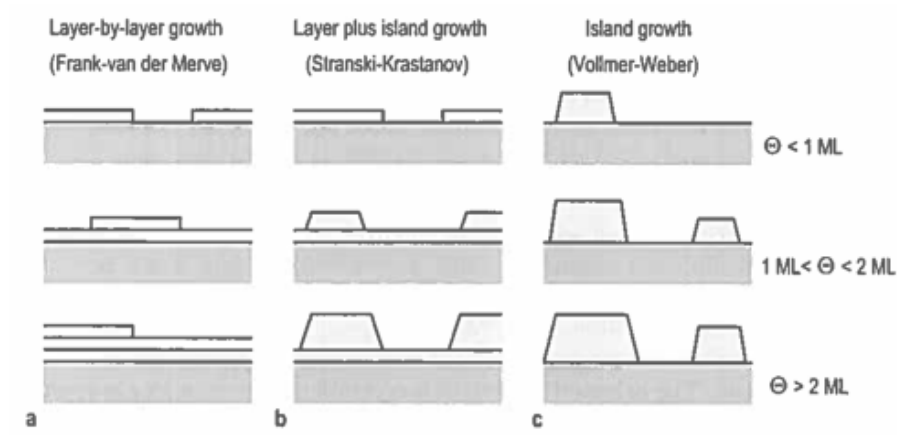 Layer-by-layer growth
(Frank-van der Merve)
Layer plus island growth
(Stranski-Krastanov)
Island growth
(Vollmer-Weber)
Θ < 1 ML
1 ML< Θ < 2 ML
Θ > 2 ML
a
b
c